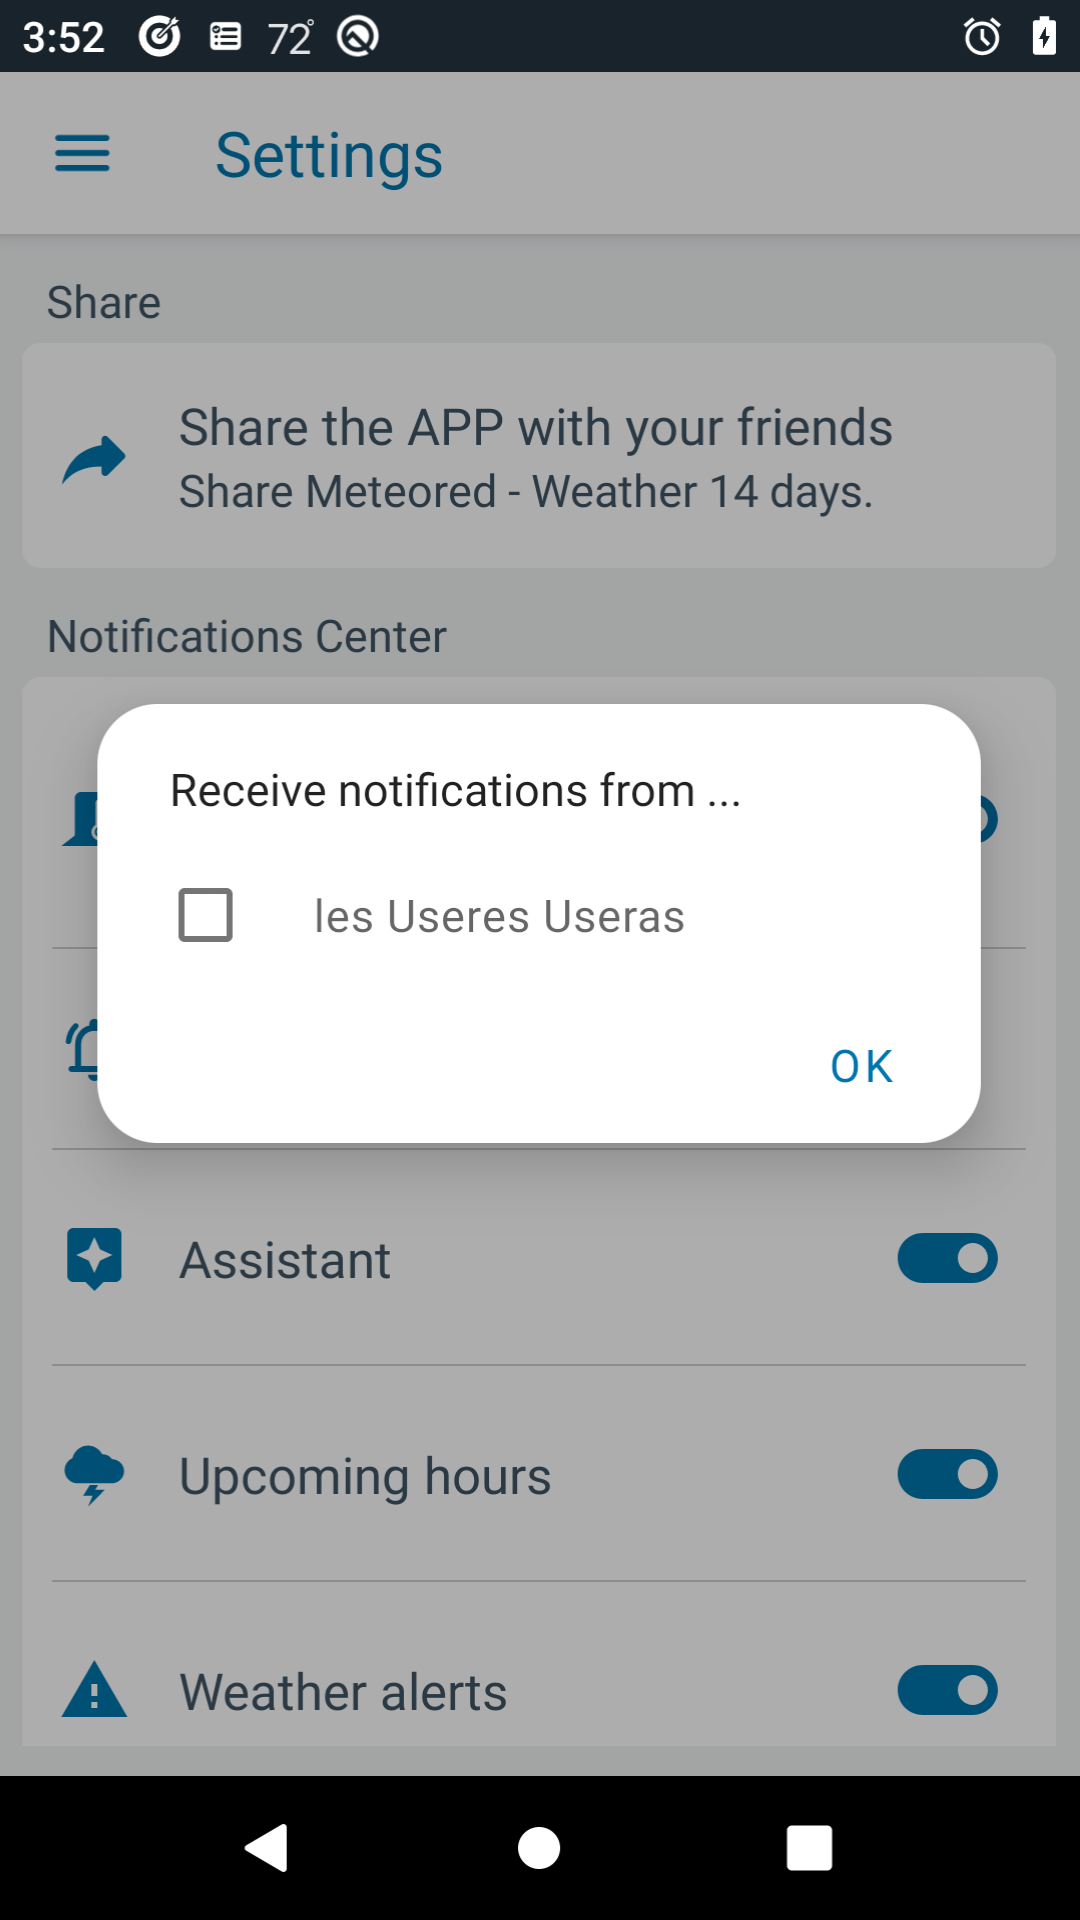 3:52
72°
Settings
Share
Share the APP with your friends
Share Meteored - Weather 14 days.
Notifications Center
Receive notifications from ...
les Useres Useras
OK
Assistant
Upcoming hours
Weather alerts